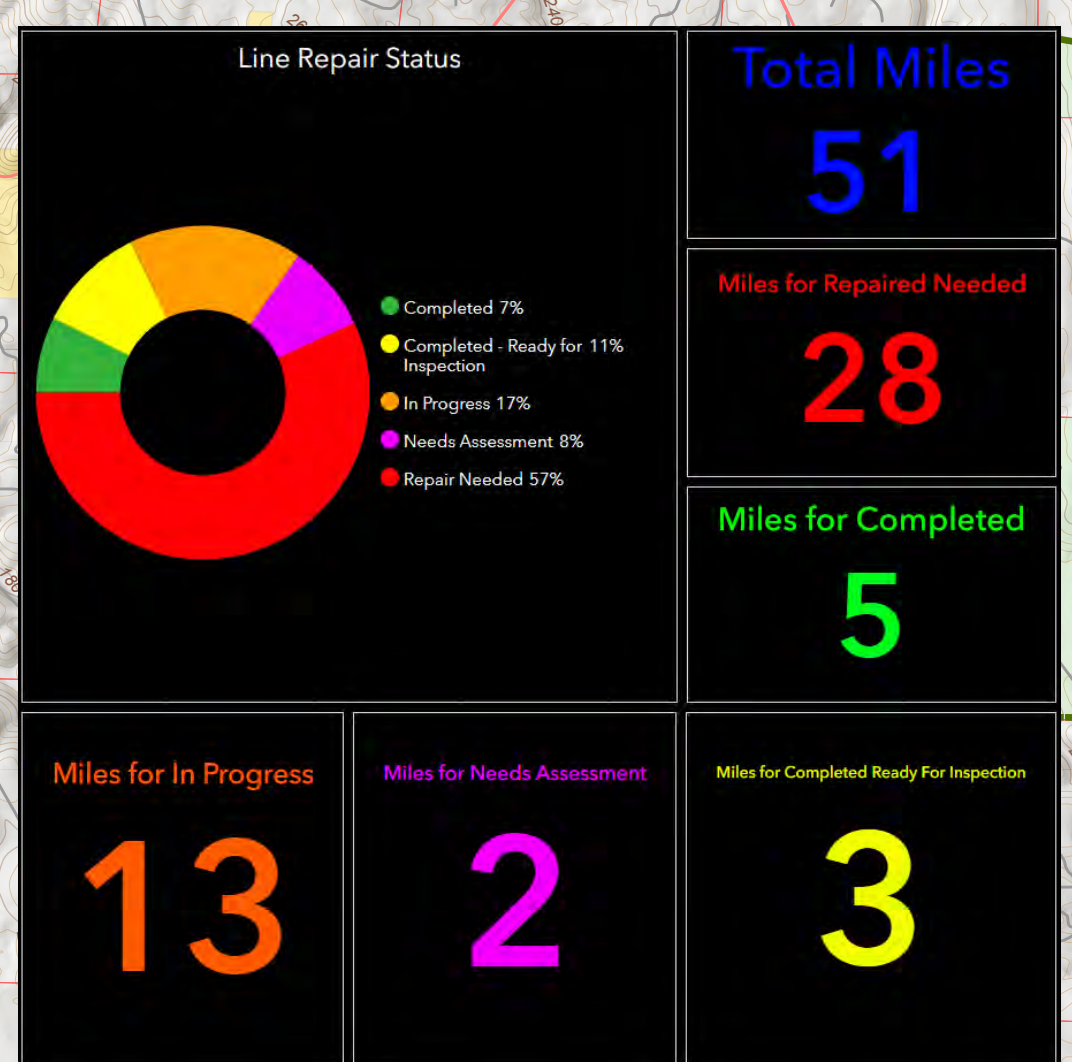 26
240
Line Repair Status
Completed 7%
Completed - Ready for 11%
Inspection
In Progress 17%
Needs Assessment 8%
Repair Needed 57%
Total Miles
51
Miles for Repaired Needed
28
Miles for Completed
5
Miles for In Progress
13
Miles for Needs Assessment
2
Miles for Completed Ready For Inspection
3